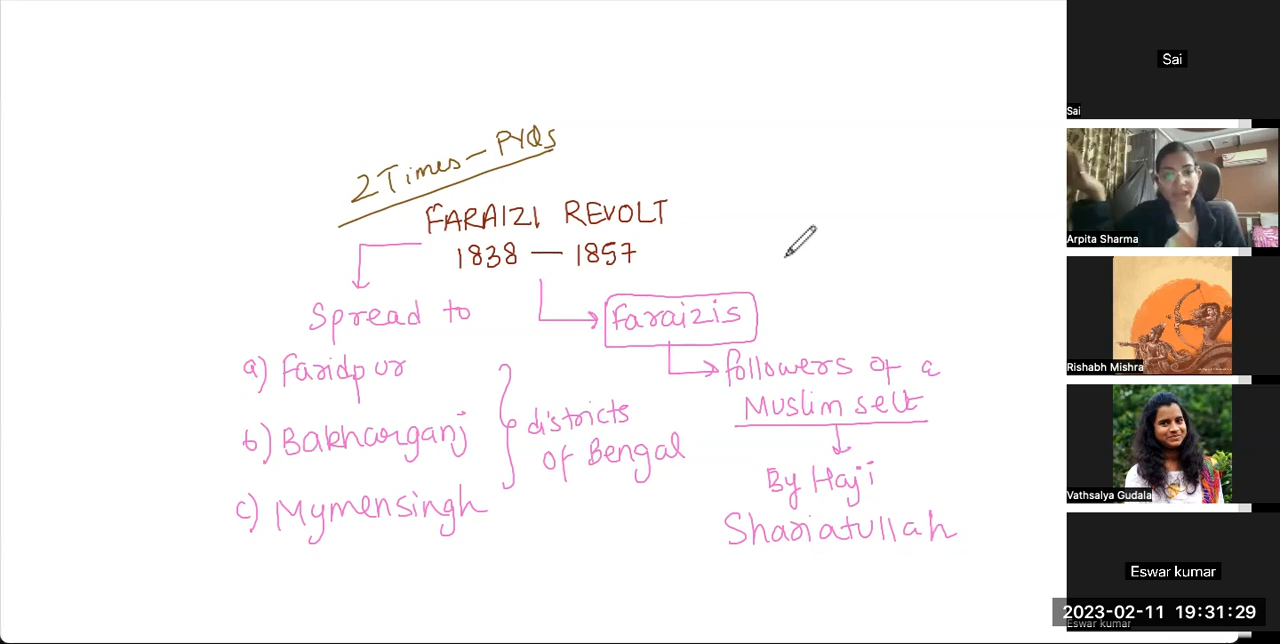 2 Times - PYQs
FARAIZI REVOLT
1838 — 1857
Spread to
a) Faridpur
b) Bakharganj
c) Mymensingh
districts
of Bengal
Faraizis
followers of a
Muslim sect
By Haji
Shariatullah
Sai
Sai
Arpita Sharma
Rishabh Mishra
Vathsalya Gudala
Eswar kumar
2023-02-11 19:31:29
Eswar kumar